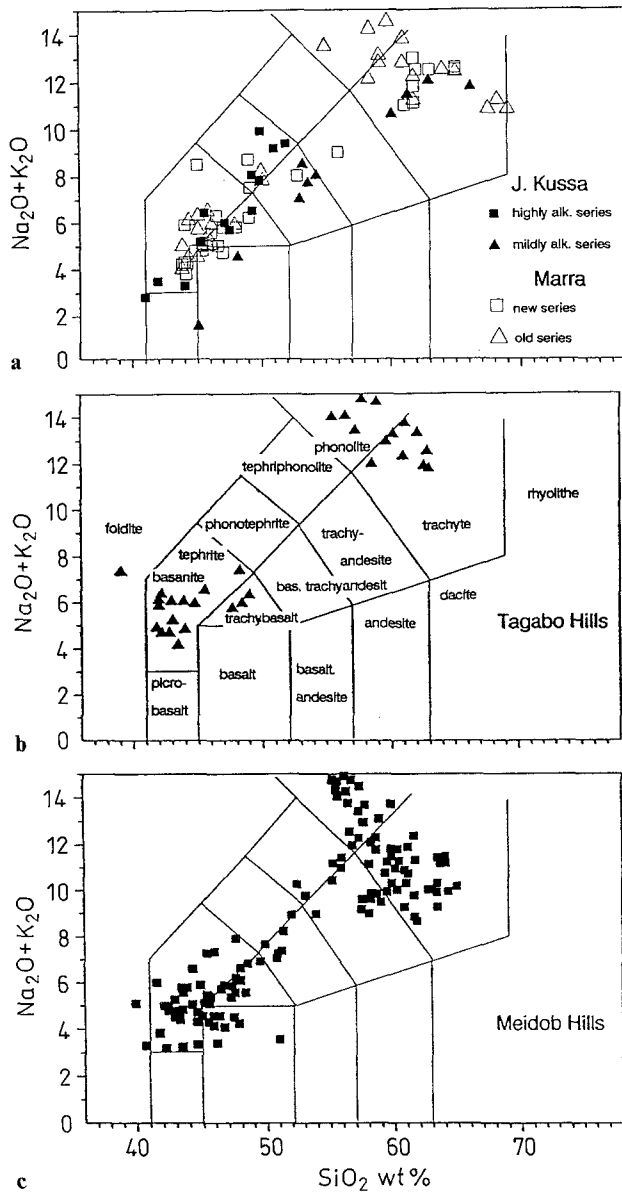 14
12
10
8
6
4
2
0
Na₂O+K₂O
J. Kussa
highly alk. series
mildly alk. series
Marra
new series
old series
a
14
12
10
8
6
4
2
0
Na₂O+K₂O
phonolite
tephriphonolite
foidite
phonotephrite
tephrite
basanite
trachy-
andesite
trachyte
rhyolithe
bas. trachyandesit
trachybasalt
dacite
andesite
picro-
basalt
basalt
basalt.
andesite
Tagabo Hills
b
14
12
10
8
6
4
2
0
Na₂O+K₂O
Meidob Hills
40
50
60
70
SiO₂ wt%
c